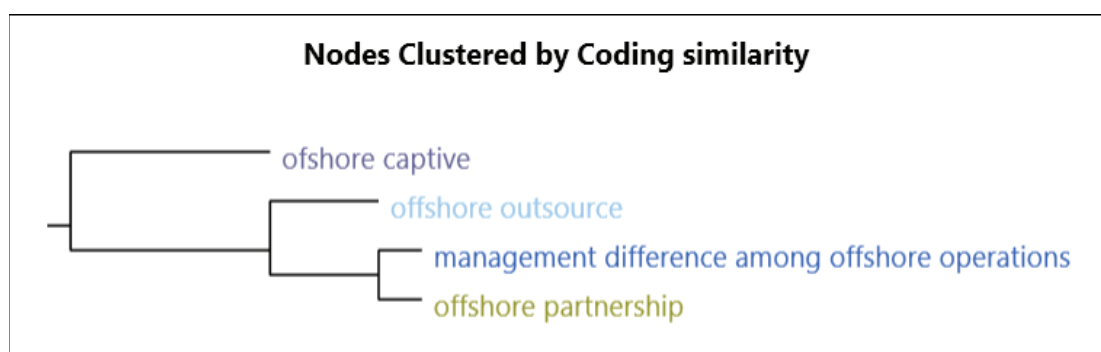 Nodes Clustered by Coding similarity
ofshore captive
offshore outsource
management difference among offshore operations
offshore partnership